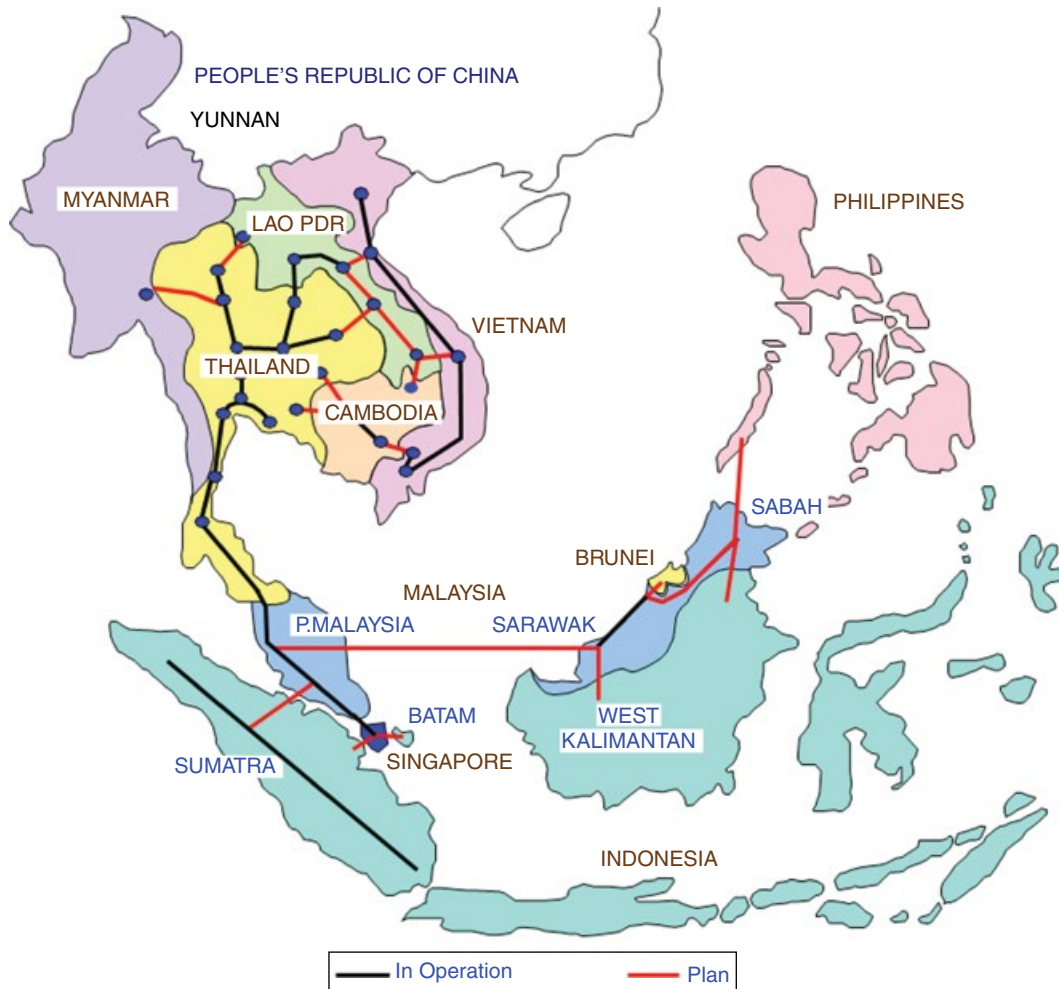 PEOPLE'S REPUBLIC OF CHINA
YUNNAN
MYANMAR
LAO PDR
PHILIPPINES
VIETNAM
THAILAND
CAMBODIA
SABAH
BRUNEI
MALAYSIA
P.MALAYSIA
SARAWAK
BATAM
WEST
KALIMANTAN
SUMATRA
SINGAPORE
INDONESIA
In Operation
Plan